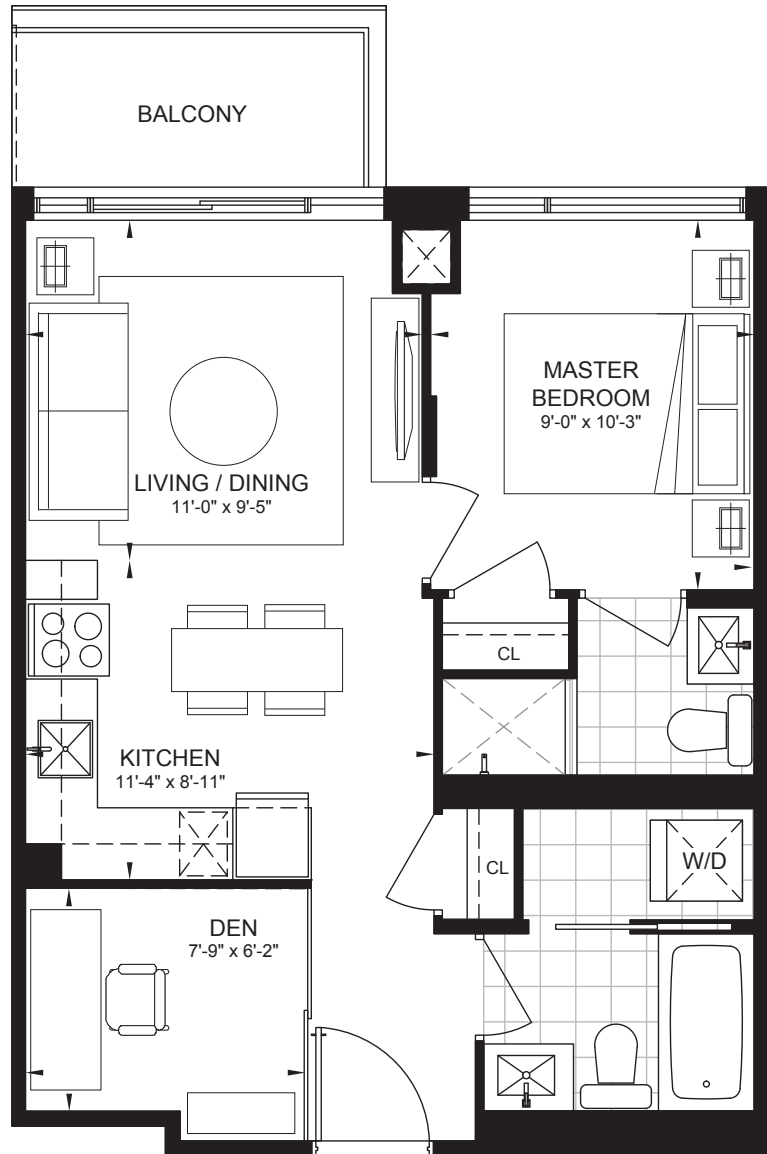 BALCONY
MASTER
BEDROOM
9'-0" x 10'-3"
LIVING / DINING
11'-0" x 9'-5"
CL
KITCHEN
11'-4" x 8'-11"
CL
W/D
DEN
7'-9" x 6'-2"